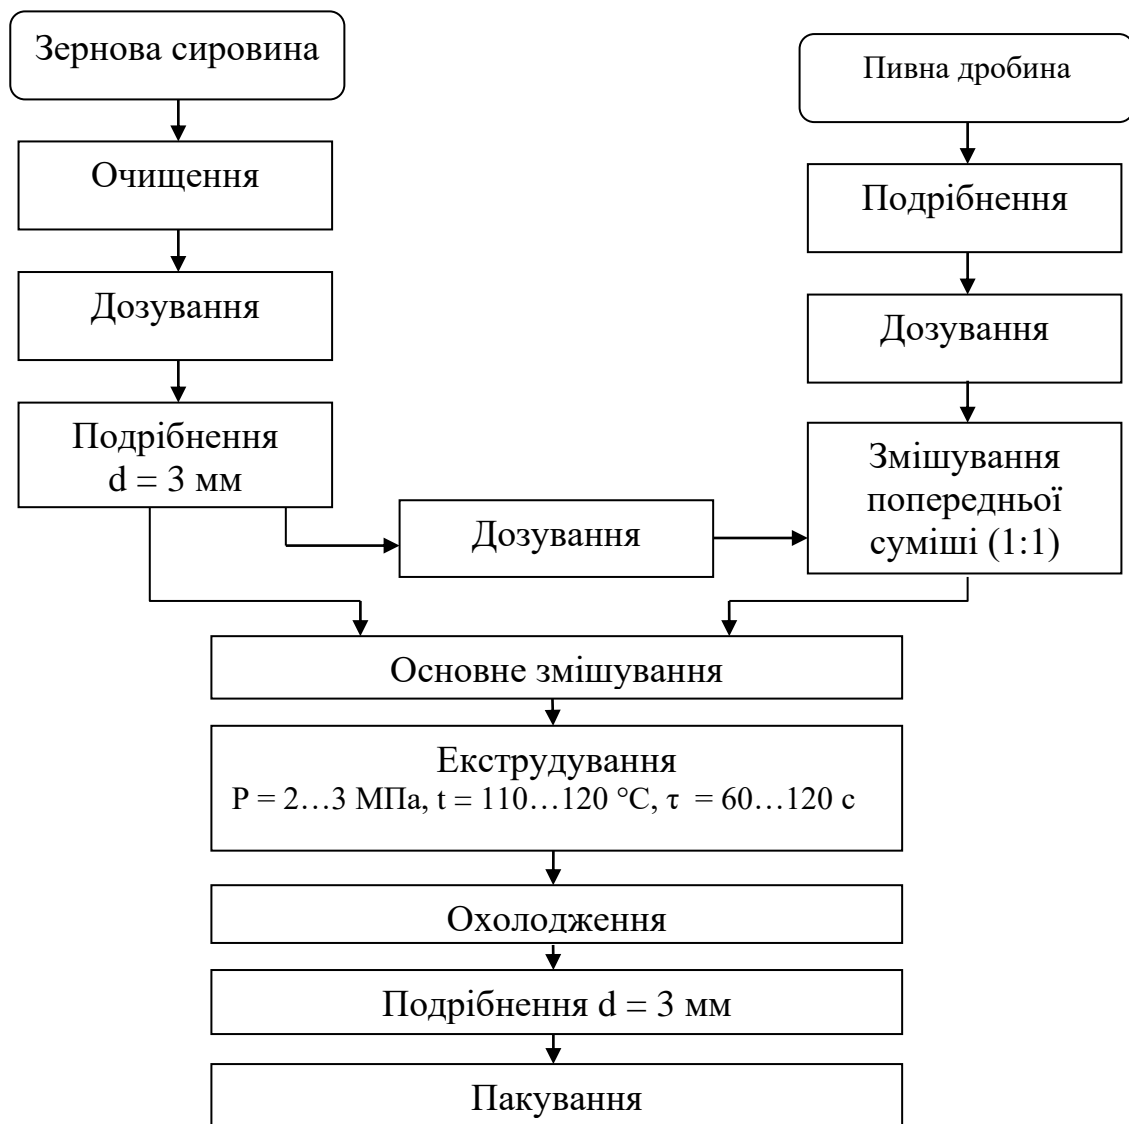 Зернова сировина
Пивна дробина
Очищення
Подрібнення
Дозування
Дозування
Подрібнення
d = 3 мм
Змішування
попередньої
суміші (1:1)
Дозування
Основне змішування
Екструдування
Р = 2…3 МПа, t = 110…120 °С, τ  = 60…120 с
Охолодження
Подрібнення d = 3 мм
Пакування